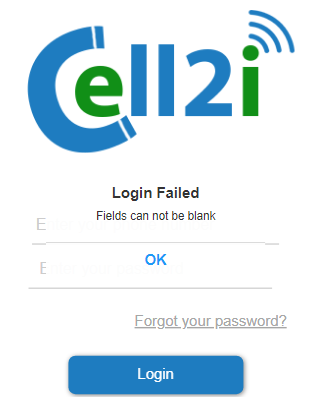 Cell2i
Login Failed
Fields can not be blank
OK
Forgot your password?
Login